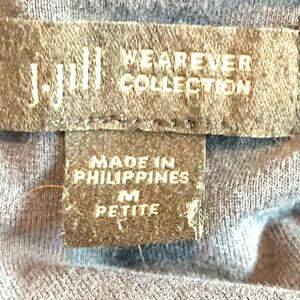 j.jill WEAREVER
COLLECTION
MADE IN
PHILIPPINES
M
PETITE